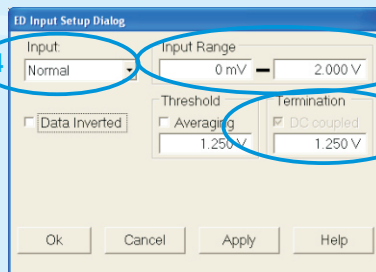 ED Input Setup Dialog
Input:
Input Range
Normal
0 mV
2.000 V
Threshold
Termination
Data Inverted
Averaging
DC coupled
1.250 V
1.250 V
Ok
Cancel
Apply
Help